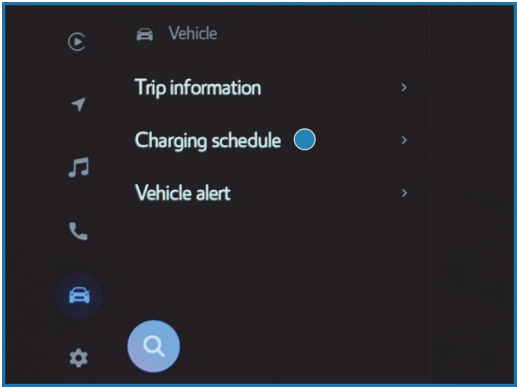 Vehicle
Trip information
Charging schedule
Vehicle alert